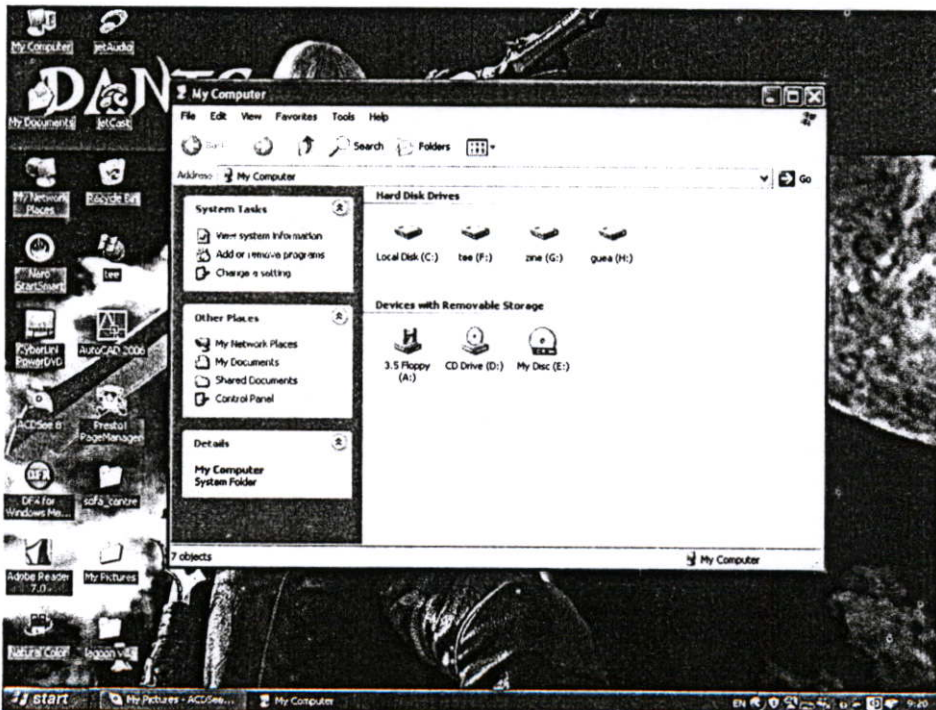 My Computer
jetAudio
DANTE
My Documents
JetCast
My Network
Places
Recycle Bin
Nero
StartSmart
tee
PowerDVD
AutoCAD 2006
ACDSee 8
Presto!
PageManager
DFX for
Windows Me...
sofa_centre
Adobe Reader
7.0
My Pictures
Natural Color
My Computer
File Edit View Favorites Tools Help
Back
Search
Folders
Address
My Computer
Go
System Tasks
View system information
Add or remove programs
Change a setting
Other Places
My Network Places
My Documents
Shared Documents
Control Panel
Details
My Computer
System Folder
Hard Disk Drives
Local Disk (C:)
tee (F:)
zine (G:)
guea (H:)
Devices with Removable Storage
3.5 Floppy
(A:)
CD Drive (D:)
My Disc (E:)
7 objects
My Computer
start
My Pictures - ACDSee...
My Computer
EN
9:20